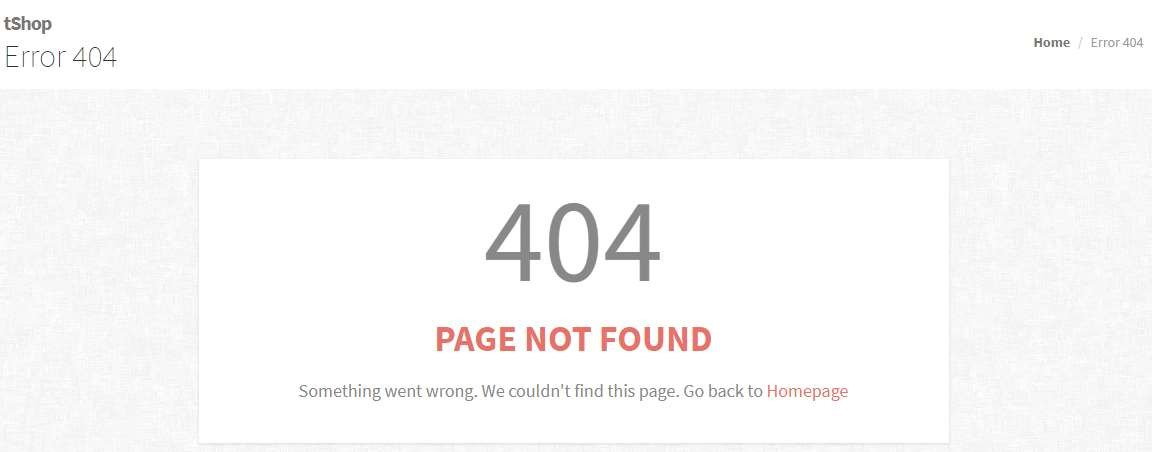 tShop
Error 404
Home / Error 404
404
PAGE NOT FOUND
Something went wrong. We couldn't find this page. Go back to Homepage